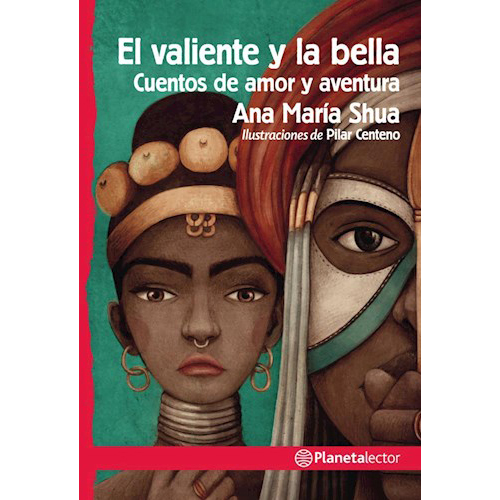 El valiente y la bella
Cuentos de amor y aventura
Ana María Shua
Ilustraciones de Pilar Centeno
Planetalector